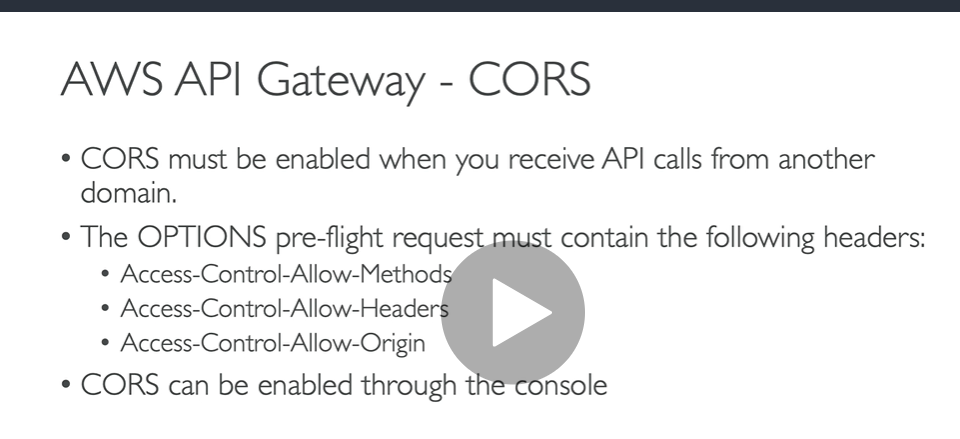 AWS API Gateway - CORS
• CORS must be enabled when you receive API calls from another
domain.
• The OPTIONS pre-flight request must contain the following headers:
• Access-Control-Allow-Methods
• Access-Control-Allow-Headers
• Access-Control-Allow-Origin
• CORS can be enabled through the console